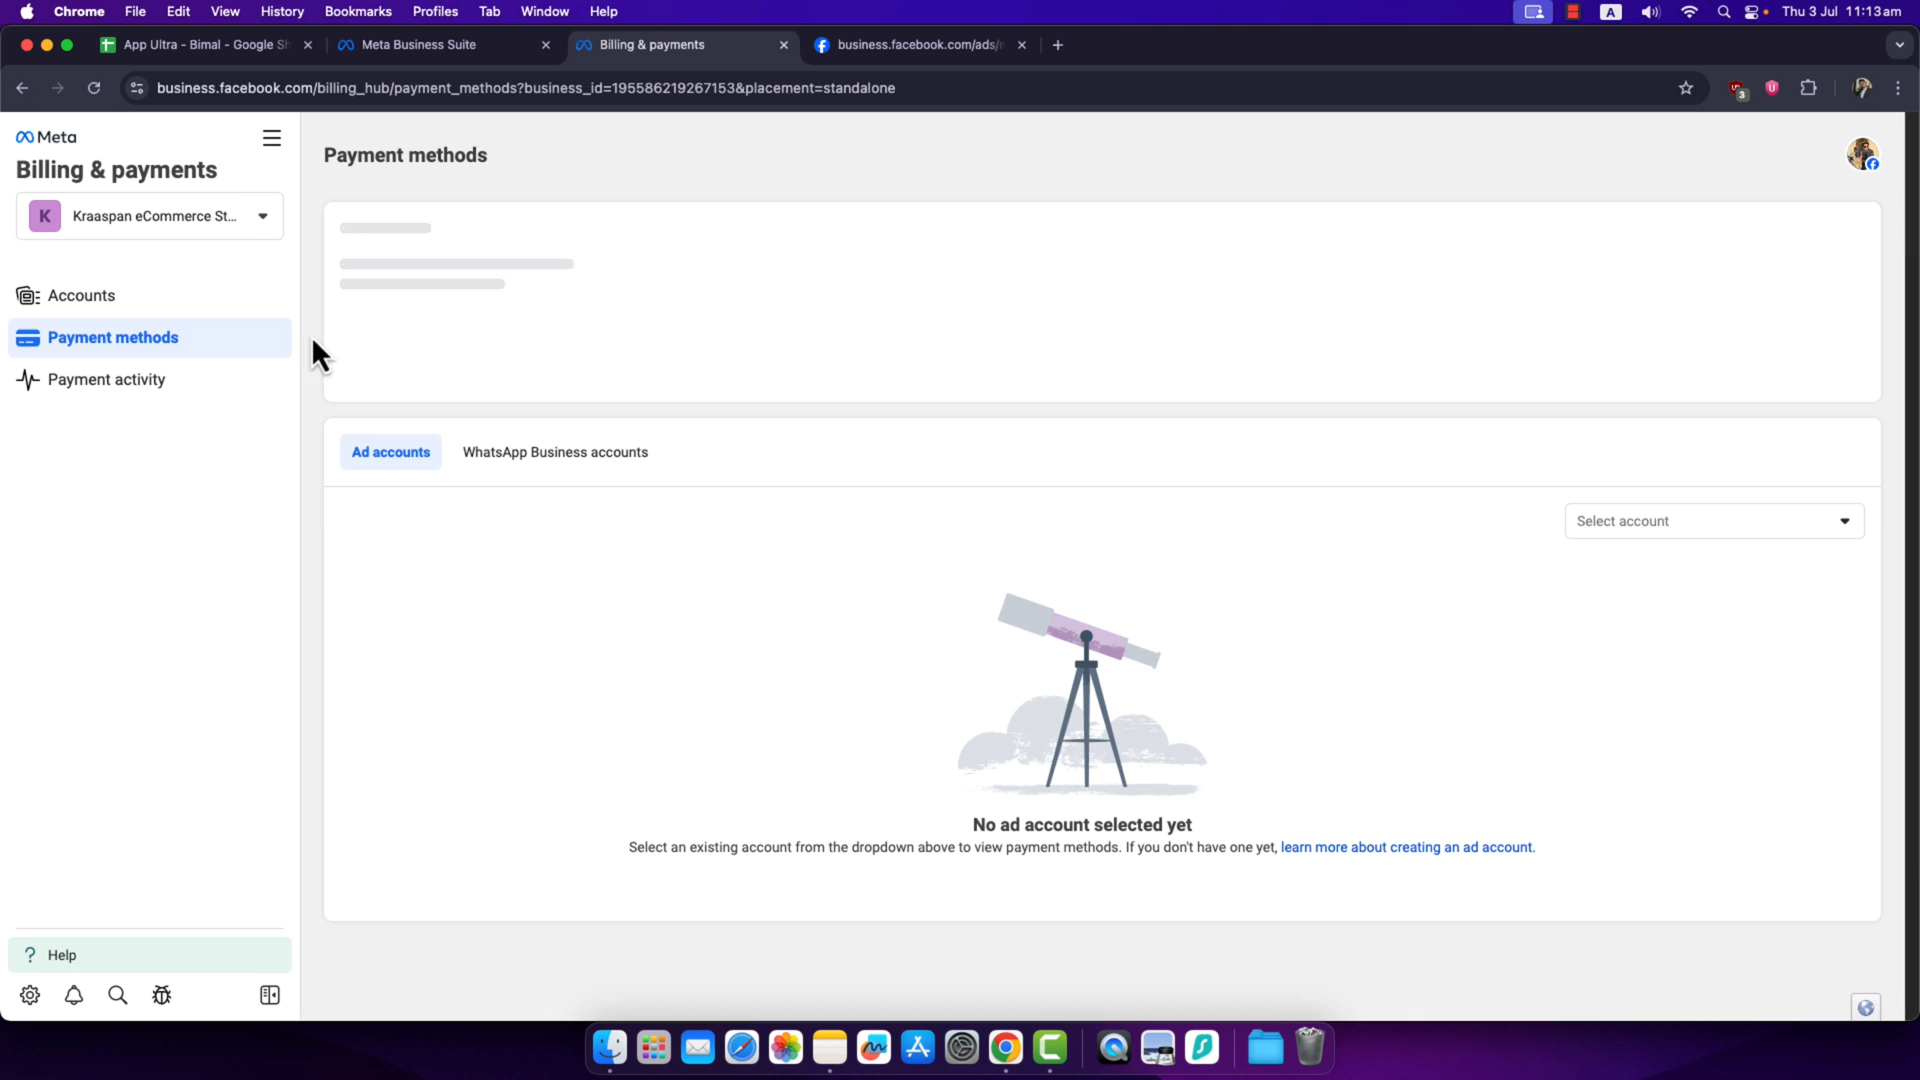 Chrome File Edit View History Bookmarks Profiles Tab Window Help
A Thu 3 Jul 11:13am
App Ultra - Bimal - Google Sh
Meta Business Suite
Billing & payments
business.facebook.com/ads/
business.facebook.com/billing_hub/payment_methods?business_id=195586219267153&placement=standalone
3
Meta
Billing & payments
K Kraaspan eCommerce St...
Accounts
Payment methods
Payment activity
Payment methods
Ad accounts WhatsApp Business accounts
Select account
No ad account selected yet
Select an existing account from the dropdown above to view payment methods. If you don't have one yet, learn more about creating an ad account.
? Help